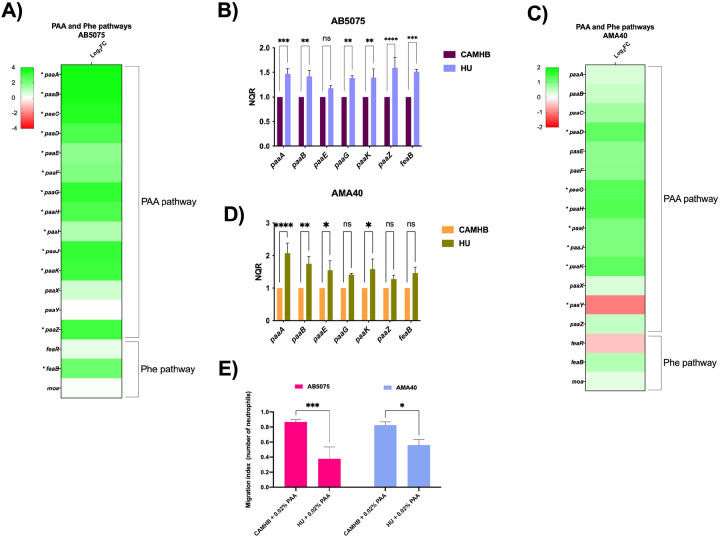 A)
PAA and Phe pathways
AB5075
Log2FC
4
2
0
-2
-4
* paaA
* paaB
* paaC
* paaD
* paaE
* paaF
* paaG
* paaH
* paaI
* paaJ
* paaK
paaX
paaY
* paaZ
feaR
* feaB
moa
PAA pathway
Phe pathway
B)
AB5075
NQR
2.0
1.5
1.0
0.5
0.0
*** ** ns ** ** **** ***
CAMHB
HU
paaA paaB paaE paaG paaK paaZ feaB
D)
AMA40
NQR
3
2
1
0
**** ** * ns * ns ns
CAMHB
HU
paaA paaB paaE paaG paaK paaZ feaB
E)
AB5075
AMA40
Migration index (number of neutrophils)
1.0
0.8
0.6
0.4
0.2
0.0
*** *
CAMHB + 0.02% PAA
HU + 0.02% PAA
CAMHB + 0.02% PAA
HU + 0.02% PAA
C)
PAA and Phe pathways
AMA40
Log2FC
2
1
0
-1
-2
paaA
paaB
paaC
* paaD
paaE
paaF
* paaG
* paaH
* paaI
* paaJ
* paaK
paaX
* paaY
paaZ
feaR
feaB
moa
PAA pathway
Phe pathway